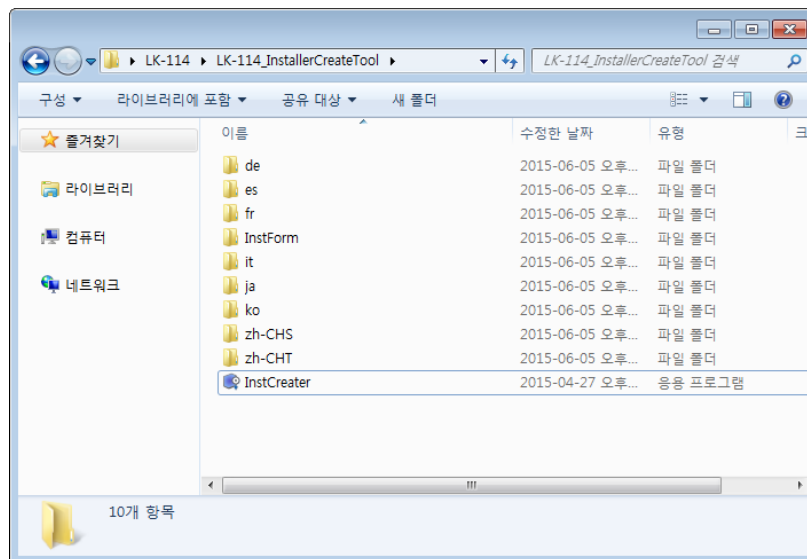 LK-114 LK-114_InstallerCreateTool LK-114_InstallerCreateTool 검색
구성 라이브러리에 포함 공유 대상 새 폴더
즐겨찾기
라이브러리
컴퓨터
네트워크
이름 수정한 날짜 유형 크
de 2015-06-05 오후... 파일 폴더
es 2015-06-05 오후... 파일 폴더
fr 2015-06-05 오후... 파일 폴더
InstForm 2015-06-05 오후... 파일 폴더
it 2015-06-05 오후... 파일 폴더
ja 2015-06-05 오후... 파일 폴더
ko 2015-06-05 오후... 파일 폴더
zh-CHS 2015-06-05 오후... 파일 폴더
zh-CHT 2015-06-05 오후... 파일 폴더
InstCreater 2015-04-27 오후... 응용 프로그램
10개 항목